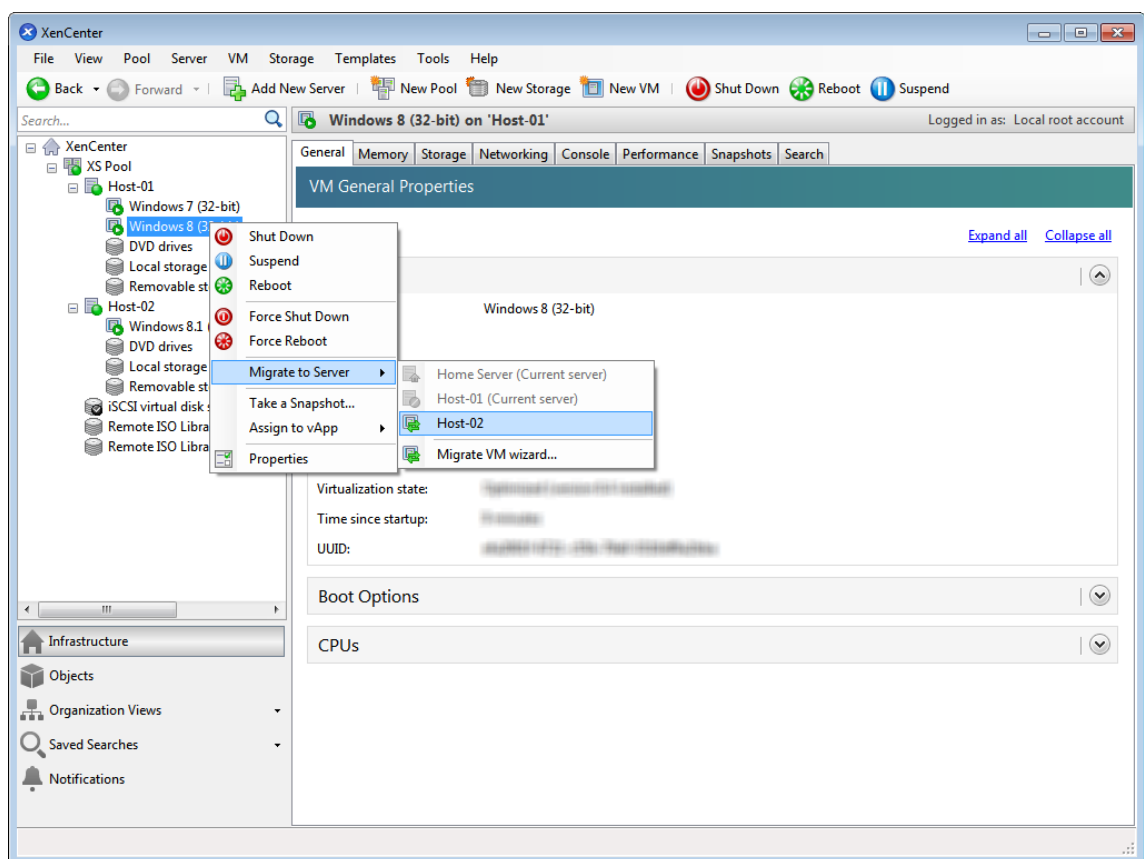 XenCenter
File View Pool Server VM Storage Templates Tools Help
Back Forward Add New Server New Pool New Storage New VM Shut Down Reboot Suspend
Search...
Windows 8 (32-bit) on 'Host-01' Logged in as: Local root account
XenCenter
XS Pool
Host-01
Windows 7 (32-bit)
Windows 8 (3
DVD drives
Local storage
Removable st
Host-02
Windows 8.1 (
DVD drives
Local storage
Removable st
iSCSI virtual disk s
Remote ISO Libra
Remote ISO Libra
General Memory Storage Networking Console Performance Snapshots Search
VM General Properties
Expand all Collapse all
Windows 8 (32-bit)
Shut Down
Suspend
Reboot
Force Shut Down
Force Reboot
Migrate to Server
Take a Snapshot...
Assign to vApp
Properties
Home Server (Current server)
Host-01 (Current server)
Host-02
Migrate VM wizard...
Virtualization state:
Time since startup:
UUID:
Boot Options
CPUs
Infrastructure
Objects
Organization Views
Saved Searches
Notifications